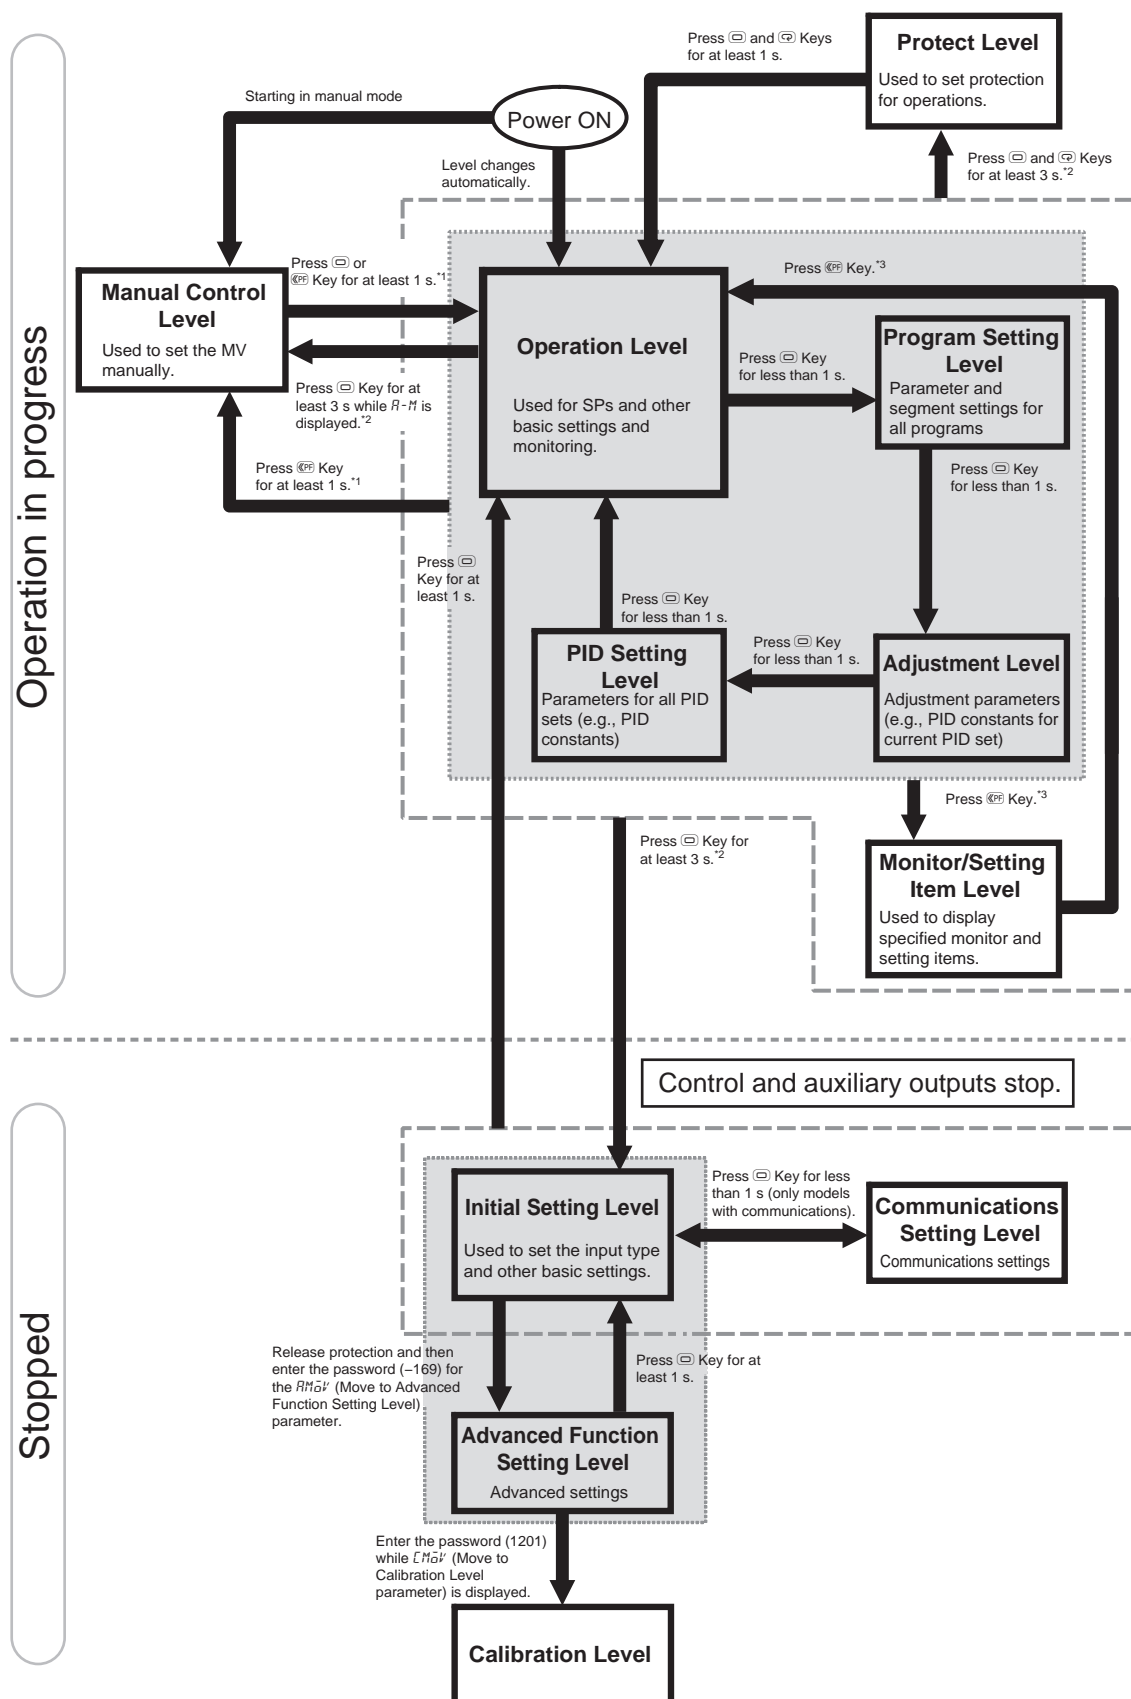 Press and Keys
for at least 1 s.
Protect Level
Used to set protection
for operations.
Starting in manual mode
Power ON
Level changes
automatically.
Press and Keys
for at least 3 s.*2
Operation in progress
Press or
PF Key for at least 1 s.*1
Manual Control
Level
Used to set the MV
manually.
Press Key for at
least 3 s while A-M is
displayed.*2
Press PF Key
for at least 1 s.*1
Operation Level
Used for SPs and other
basic settings and
monitoring.
Press PF Key.*3
Press Key
for less than 1 s.
Program Setting
Level
Parameter and
segment settings for
all programs
Press Key
for less than 1 s.
Press
Key for at
least 1 s.
Press Key
for less than 1 s.
PID Setting
Level
Parameters for all PID
sets (e.g., PID
constants)
Press Key
for less than 1 s.
Adjustment Level
Adjustment parameters
(e.g., PID constants for
current PID set)
Press PF Key.*3
Press Key for
at least 3 s.*2
Monitor/Setting
Item Level
Used to display
specified monitor and
setting items.
Control and auxiliary outputs stop.
Stopped
Initial Setting Level
Used to set the input type
and other basic settings.
Press Key for less
than 1 s (only models
with communications).
Communications
Setting Level
Communications settings
Release protection and then
enter the password (–169) for
the AMoV (Move to Advanced
Function Setting Level)
parameter.
Press Key for at
least 1 s.
Advanced Function
Setting Level
Advanced settings
Enter the password (1201)
while CMoV (Move to
Calibration Level
parameter) is displayed.
Calibration Level